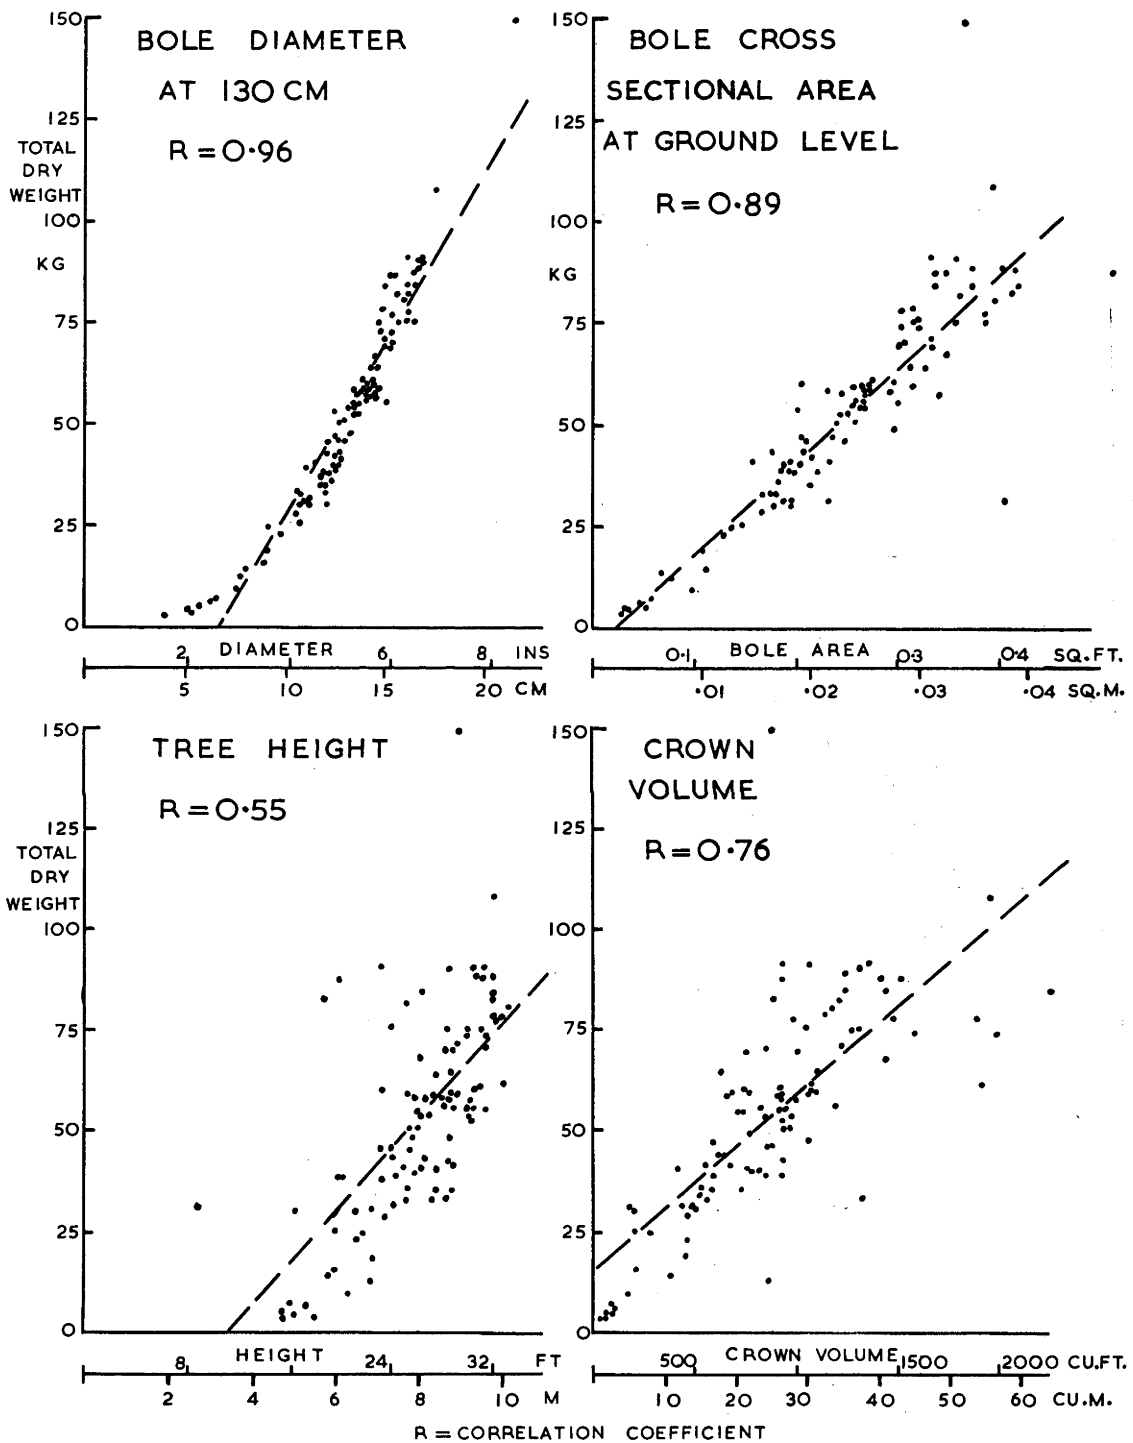 BOLE DIAMETER
AT 130 CM
R = 0.96
150
125
TOTAL
DRY
WEIGHT
100
KG
75
50
25
0
2 DIAMETER 6 8 INS
5 10 15 20 CM
BOLE CROSS
SECTIONAL AREA
AT GROUND LEVEL
R = 0.89
150
125
100
KG
75
50
25
0
0.1 BOLE AREA 0.3 0.4 SQ.FT.
.01 .02 .03 .04 SQ.M.
TREE HEIGHT
R = 0.55
150
125
TOTAL
DRY
WEIGHT
100
75
50
25
0
8 HEIGHT 24 32 FT
2 4 6 8 10 M
CROWN
VOLUME
R = 0.76
150
125
100
75
50
25
0
500 CROWN VOLUME 1500 2000 CU.FT.
10 20 30 40 50 60 CU.M.
R = CORRELATION COEFFICIENT